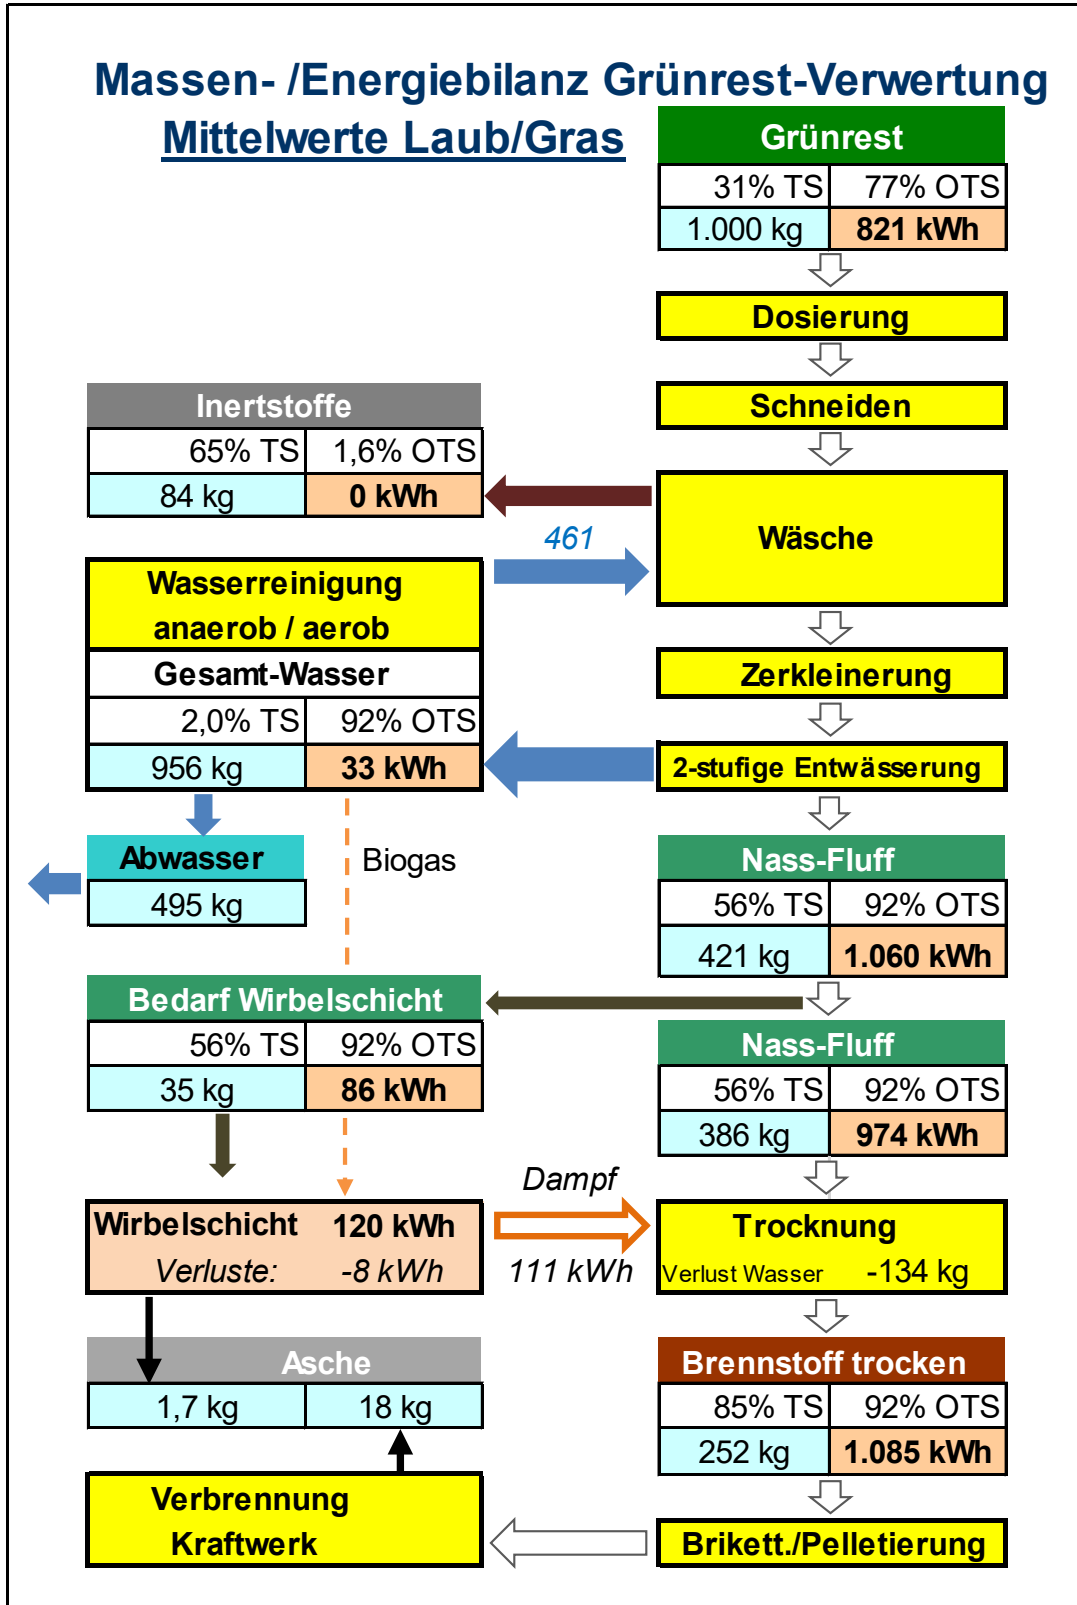 Massen- /Energiebilanz Grünrest-Verwertung
Mittelwerte Laub/Gras
Grünrest
31% TS 77% OTS
1.000 kg 821 kWh
Dosierung
Schneiden
Inertstoffe
65% TS 1,6% OTS
84 kg 0 kWh
Wäsche
461
Wasserreinigung
anaerob / aerob
Gesamt-Wasser
2,0% TS 92% OTS
956 kg 33 kWh
Zerkleinerung
2-stufige Entwässerung
Abwasser
495 kg
Biogas
Nass-Fluff
56% TS 92% OTS
421 kg 1.060 kWh
Bedarf Wirbelschicht
56% TS 92% OTS
35 kg 86 kWh
Nass-Fluff
56% TS 92% OTS
386 kg 974 kWh
Wirbelschicht 120 kWh
Verluste: -8 kWh
Dampf
111 kWh
Trocknung
Verlust Wasser -134 kg
Asche
1,7 kg 18 kg
Brennstoff trocken
85% TS 92% OTS
252 kg 1.085 kWh
Verbrennung
Kraftwerk
Brikett./Pelletierung